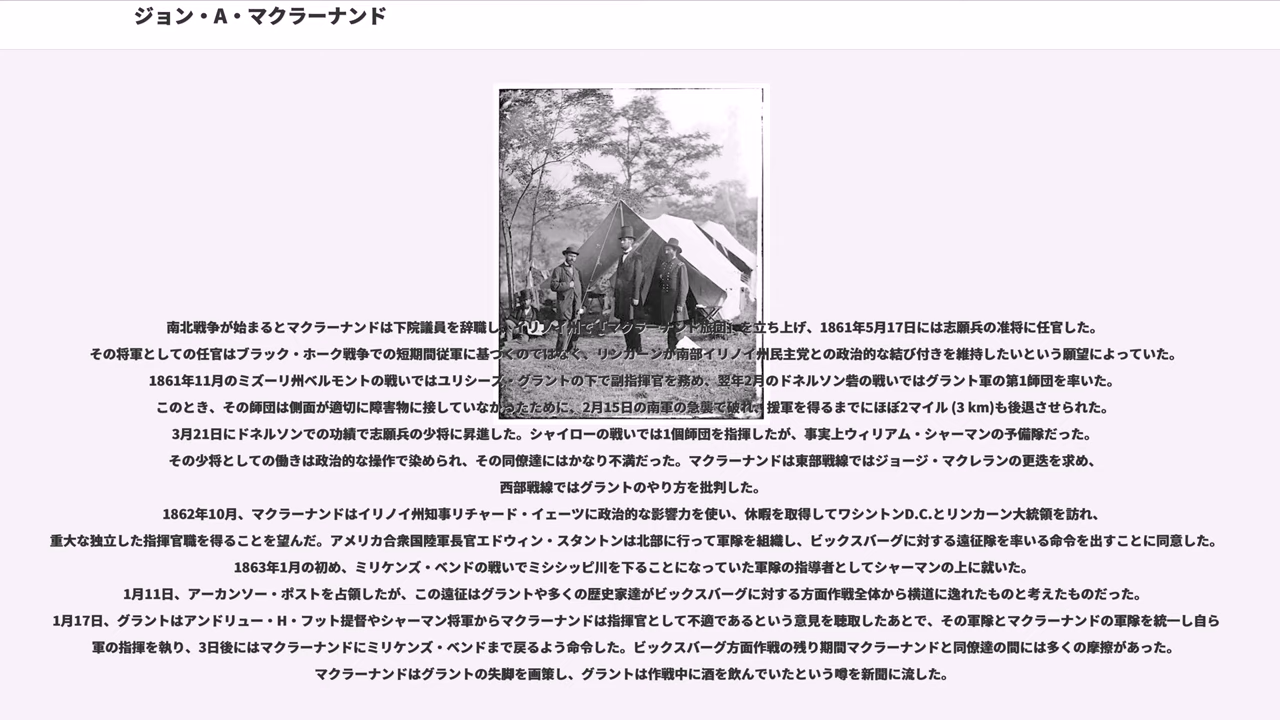 ジョン・A・マクラーナンド
南北戦争が始まるとマクラーナンドは下院議員を辞職し、イリノイ州で「マクラーナンド旅団」を立ち上げ、1861年5月17日には志願兵の准将に任官した。
その将軍としての任官はブラック・ホーク戦争での短期間従軍に基づくのではなく、リンカーンが南部イリノイ州民主党との政治的な結び付きを維持したいという願望によっていた。
1861年11月のミズーリ州ベルモントの戦いではユリシーズ・グラントの下で副指揮官を務め、翌年2月のドネルソン砦の戦いではグラント軍の第1師団を率いた。
このとき、その師団は側面が適切に障害物に接していなかったために、2月15日の南軍の急襲で破れ、援軍を得るまでにほぼ2マイル (3 km)も後退させられた。
3月21日にドネルソンでの功績で志願兵の少将に昇進した。シャイローの戦いでは1個師団を指揮したが、事実上ウィリアム・シャーマンの予備隊だった。
その少将としての働きは政治的な操作で染められ、その同僚達にはかなり不満だった。マクラーナンドは東部戦線ではジョージ・マクレランの更迭を求め、
西部戦線ではグラントのやり方を批判した。
1862年10月、マクラーナンドはイリノイ州知事リチャード・イェーツに政治的な影響力を使い、休暇を取得してワシントンD.C.とリンカーン大統領を訪れ、
重大な独立した指揮官職を得ることを望んだ。アメリカ合衆国陸軍長官エドウィン・スタントンは北部に行って軍隊を組織し、ビックスバーグに対する遠征隊を率いる命令を出すことに同意した。
1863年1月の初め、ミリケンズ・ベンドの戦いでミシシッピ川を下ることになっていた軍隊の指導者としてシャーマンの上に就いた。
1月11日、アーカンソー・ポストを占領したが、この遠征はグラントや多くの歴史家達がビックスバーグに対する方面作戦全体から横道に逸れたものと考えたものだった。
1月17日、グラントはアンドリュー・H・フット提督やシャーマン将軍からマクラーナンドは指揮官として不適であるという意見を聴取したあとで、その軍隊とマクラーナンドの軍隊を統一し自ら
軍の指揮を執り、3日後にはマクラーナンドにミリケンズ・ベンドまで戻るよう命令した。ビックスバーグ方面作戦の残り期間マクラーナンドと同僚達の間には多くの摩擦があった。
マクラーナンドはグラントの失脚を画策し、グラントは作戦中に酒を飲んでいたという噂を新聞に流した。